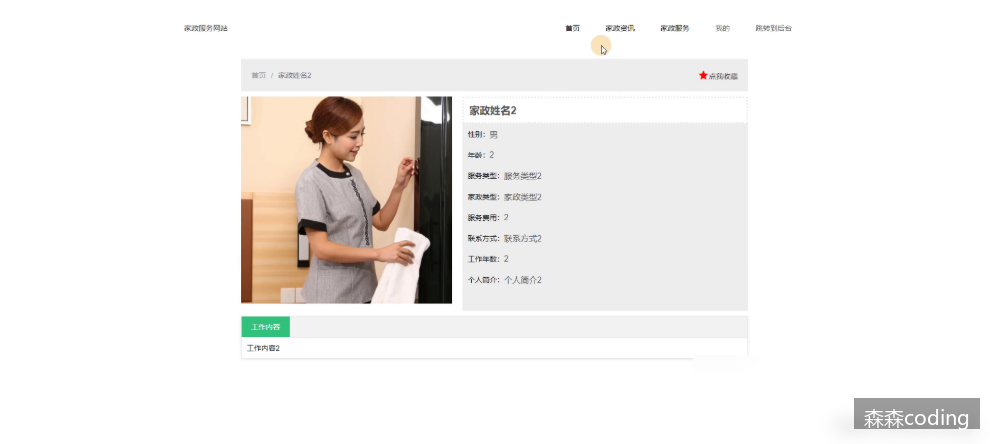 家政服务网站 首页 家政资讯 家政服务 我的 跳转到后台
首页 / 家政姓名2 点我收藏
家政姓名2
性别：男
年龄：2
服务类型：服务类型2
家政类型：家政类型2
服务费用：2
联系方式：联系方式2
工作年数：2
个人简介：个人简介2
工作内容
工作内容2
森森coding